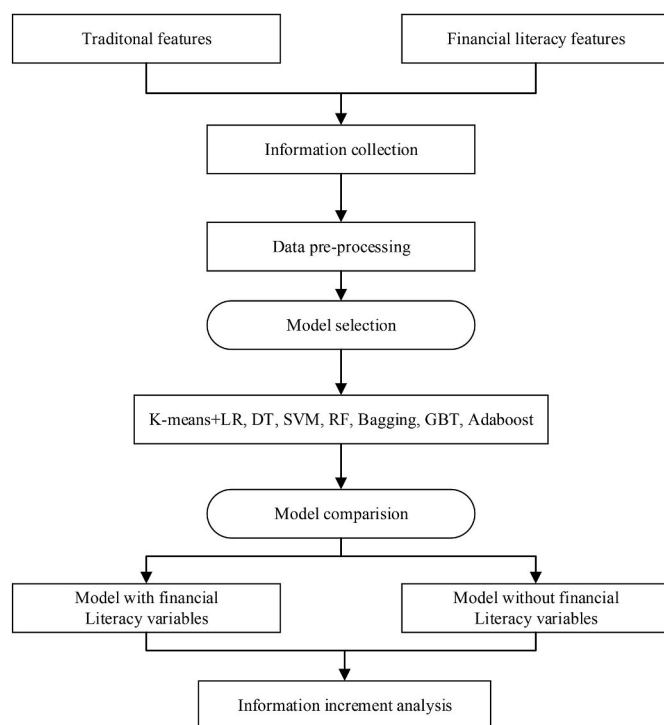 Traditonal features
Financial literacy features
Information collection
Data pre-processing
Model selection
K-means+LR, DT, SVM, RF, Bagging, GBT, Adaboost
Model comparision
Model with financial
Literacy variables
Model without financial
Literacy variables
Information increment analysis